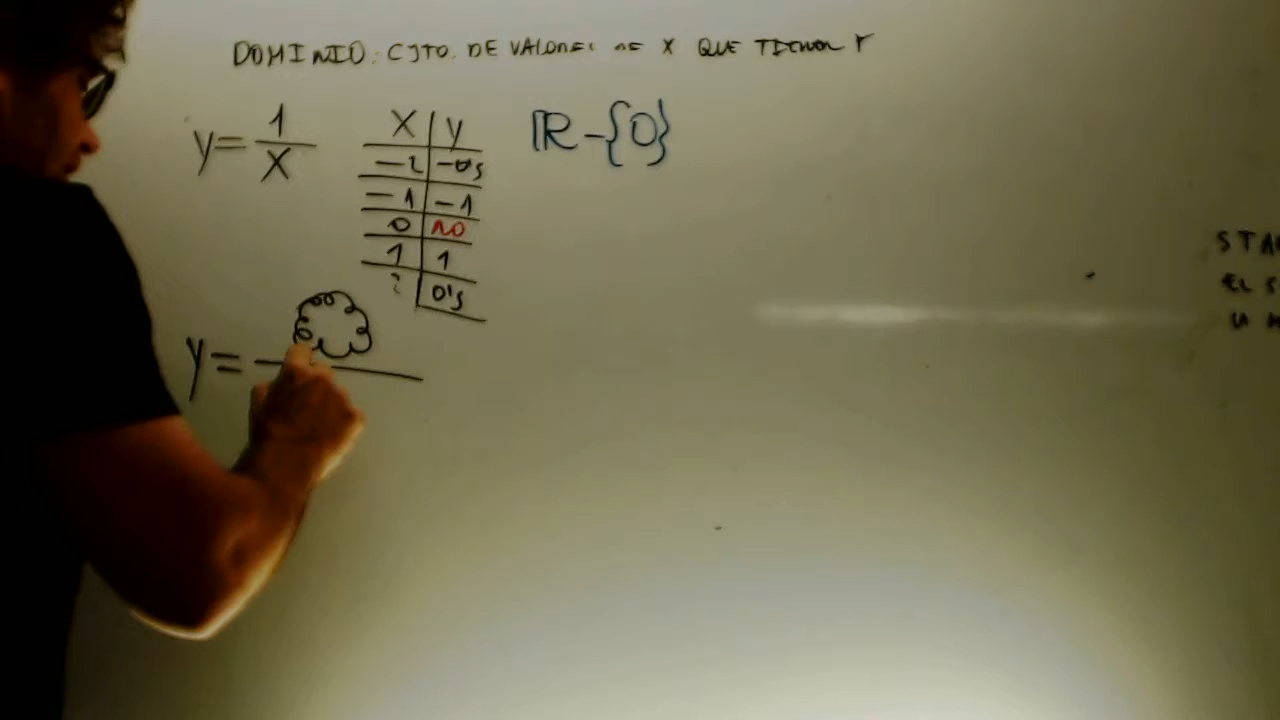 DOMINIO: CJTO. DE VALORES DE X QUE TIENEN Y
y = 1/x
x | y
-2 | -0'5
-1 | -1
0 | NO
1 | 1
2 | 0'5
ℝ - {0}
y =
EL